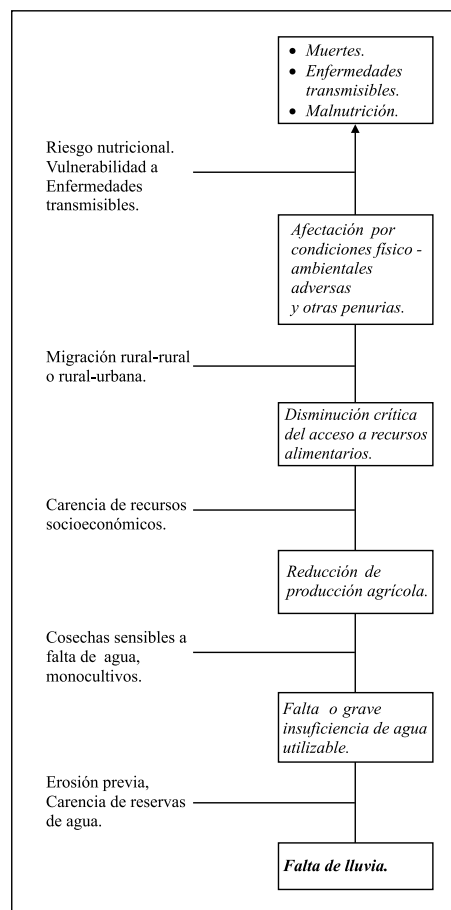 • Muertes.
• Enfermedades
transmisibles.
• Malnutrición.
Riesgo nutricional.
Vulnerabilidad a
Enfermedades
transmisibles.
Afectación por
condiciones físico -
ambientales
adversas
y otras penurias.
Migración rural-rural
o rural-urbana.
Disminución crítica
del acceso a recursos
alimentarios.
Carencia de recursos
socioeconómicos.
Reducción de
producción agrícola.
Cosechas sensibles a
falta de agua,
monocultivos.
Falta o grave
insuficiencia de agua
utilizable.
Erosión previa,
Carencia de reservas
de agua.
Falta de lluvia.